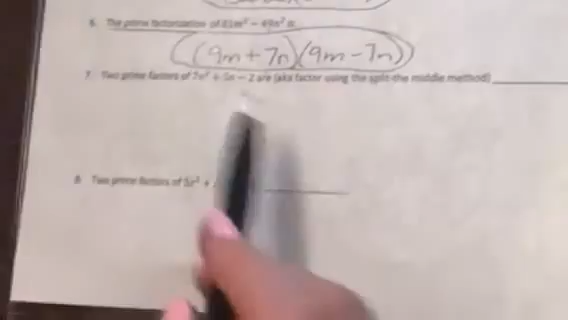 6. The prime factorization of 81m² - 49n² is
(9m + 7n)(9m - 7n)
7. Two prime factors of 7x² + 5x - 2 are (aka factor using the split the middle method)
8. Two prime factors of 5x² +